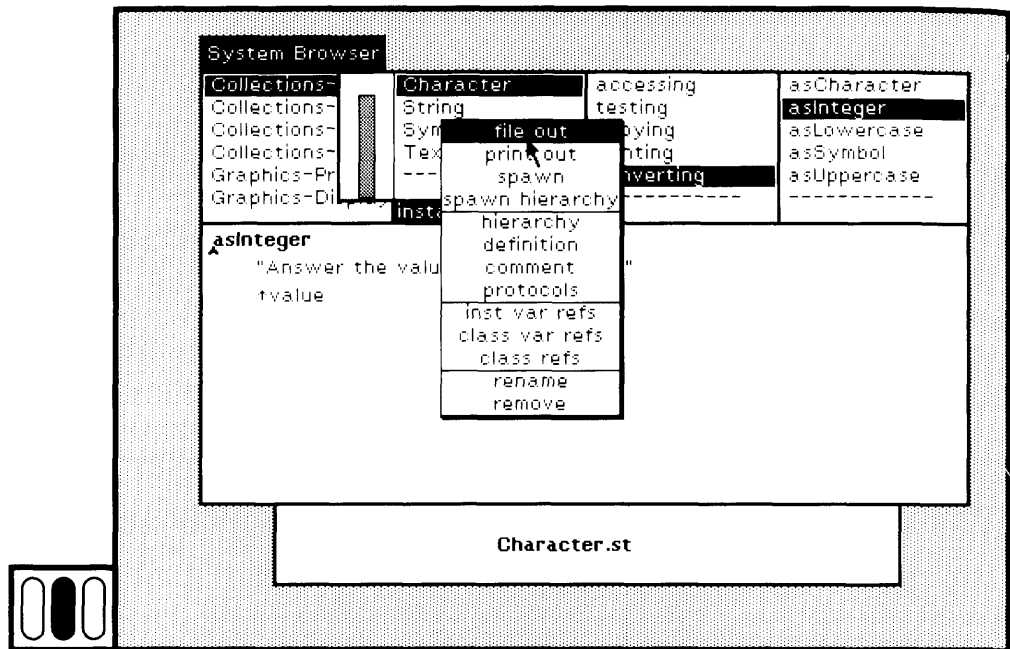 System Browser
Collections-
Collections-
Collections-
Collections-
Graphics-Pr
Graphics-Di
Character
String
Sym
Tex
----
insta
file out
print out
spawn
spawn hierarchy
hierarchy
definition
comment
protocols
inst var refs
class var refs
class refs
rename
remove
accessing
testing
pying
nting
nverting
----------
asCharacter
asInteger
asLowercase
asSymbol
asUppercase
-------------
asInteger
"Answer the valu "
↑value
Character.st